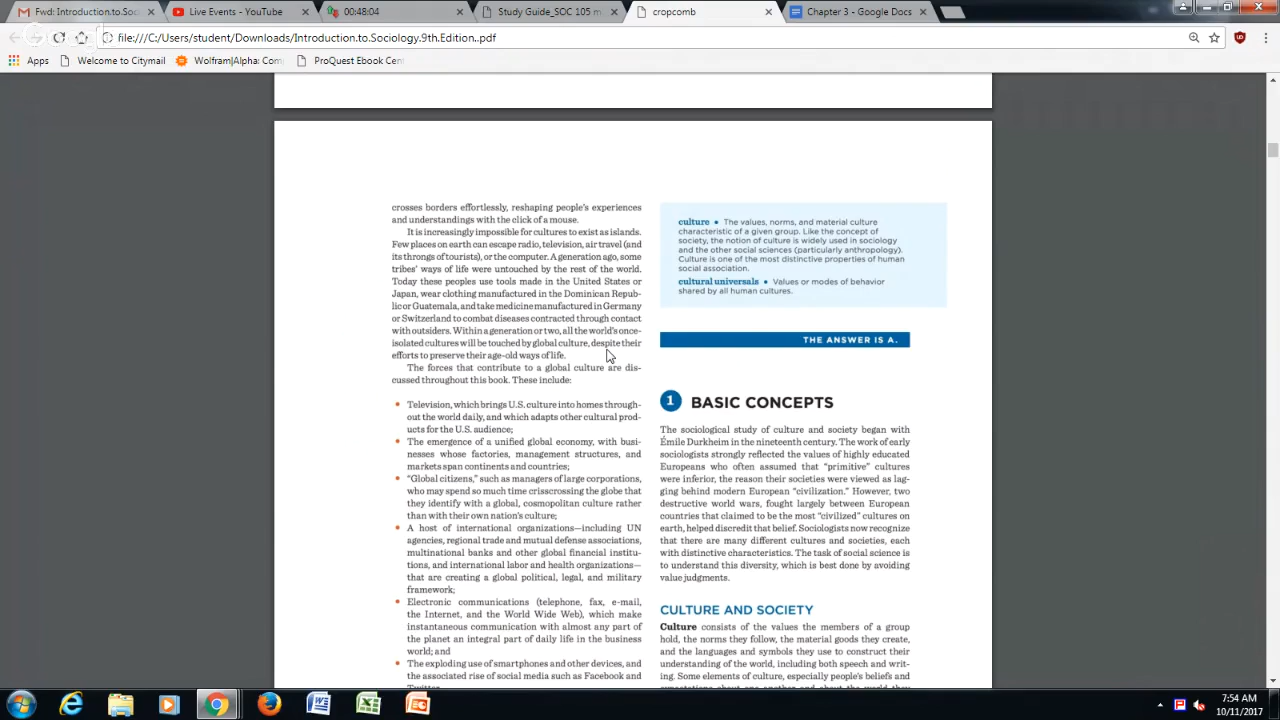 Fwd: Introduction.to.Soc
Live Events - YouTube
00:48:04
Study Guide_SOC 105 m
cropcomb
Chapter 3 - Google Docs
file:///C:/Users/student/Downloads/Introduction.to.Sociology.9th.Edition..pdf
Apps
Welcome to Citymail
Wolfram|Alpha: Com
ProQuest Ebook Cent
crosses borders effortlessly, reshaping people's experiences
and understandings with the click of a mouse.
It is increasingly impossible for cultures to exist as islands.
Few places on earth can escape radio, television, air travel (and
its throngs of tourists), or the computer. A generation ago, some
tribes' ways of life were untouched by the rest of the world.
Today these peoples use tools made in the United States or
Japan, wear clothing manufactured in the Dominican Repub-
lic or Guatemala, and take medicine manufactured in Germany
or Switzerland to combat diseases contracted through contact
with outsiders. Within a generation or two, all the world's once-
isolated cultures will be touched by global culture, despite their
efforts to preserve their age-old ways of life.
The forces that contribute to a global culture are dis-
cussed throughout this book. These include:
• Television, which brings U.S. culture into homes through-
out the world daily, and which adapts other cultural prod-
ucts for the U.S. audience;
• The emergence of a unified global economy, with busi-
nesses whose factories, management structures, and
markets span continents and countries;
• "Global citizens," such as managers of large corporations,
who may spend so much time crisscrossing the globe that
they identify with a global, cosmopolitan culture rather
than with their own nation's culture;
• A host of international organizations—including UN
agencies, regional trade and mutual defense associations,
multinational banks and other global financial institu-
tions, and international labor and health organizations—
that are creating a global political, legal, and military
framework;
• Electronic communications (telephone, fax, e-mail,
the Internet, and the World Wide Web), which make
instantaneous communication with almost any part of
the planet an integral part of daily life in the business
world; and
• The exploding use of smartphones and other devices, and
the associated rise of social media such as Facebook and
Twitter.
culture • The values, norms, and material culture
characteristic of a given group. Like the concept of
society, the notion of culture is widely used in sociology
and the other social sciences (particularly anthropology).
Culture is one of the most distinctive properties of human
social association.
cultural universals • Values or modes of behavior
shared by all human cultures.
THE ANSWER IS A.
1 BASIC CONCEPTS
The sociological study of culture and society began with
Émile Durkheim in the nineteenth century. The work of early
sociologists strongly reflected the values of highly educated
Europeans who often assumed that "primitive" cultures
were inferior, the reason their societies were viewed as lag-
ging behind modern European "civilization." However, two
destructive world wars, fought largely between European
countries that claimed to be the most "civilized" cultures on
earth, helped discredit that belief. Sociologists now recognize
that there are many different cultures and societies, each
with distinctive characteristics. The task of social science is
to understand this diversity, which is best done by avoiding
value judgments.
CULTURE AND SOCIETY
Culture consists of the values the members of a group
hold, the norms they follow, the material goods they create,
and the languages and symbols they use to construct their
understanding of the world, including both speech and writ-
ing. Some elements of culture, especially people's beliefs and
expectations about one another and about the world they
7:54 AM
10/11/2017